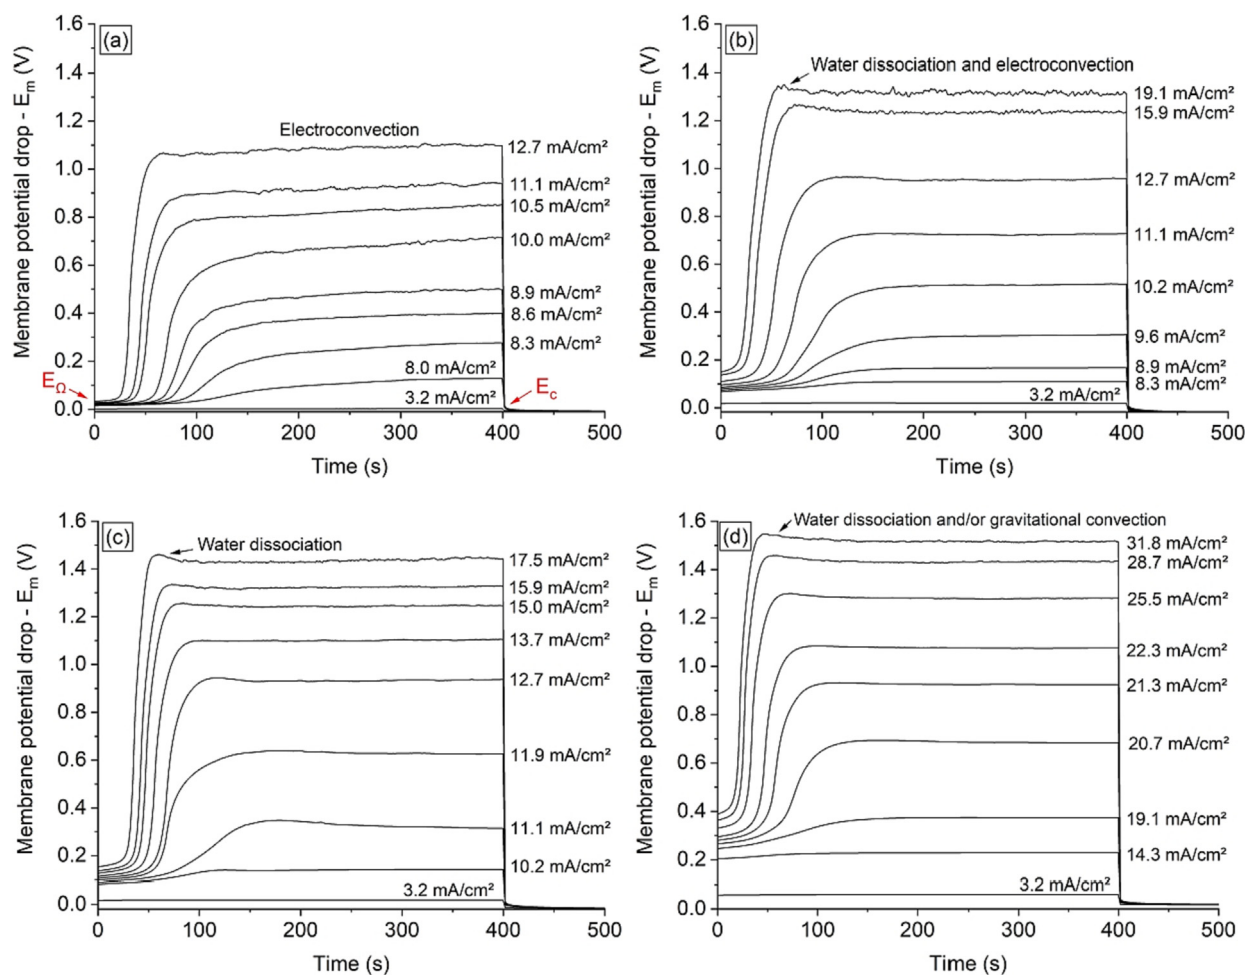 (a)
Membrane potential drop - Eₘ (V)
1.6
1.4
1.2
1.0
0.8
0.6
0.4
0.2
0.0
Electroconvection
12.7 mA/cm²
11.1 mA/cm²
10.5 mA/cm²
10.0 mA/cm²
8.9 mA/cm²
8.6 mA/cm²
8.3 mA/cm²
8.0 mA/cm²
3.2 mA/cm²
E_Ω
E_c
0 100 200 300 400 500
Time (s)
(b)
Membrane potential drop - Eₘ (V)
1.6
1.4
1.2
1.0
0.8
0.6
0.4
0.2
0.0
Water dissociation and electroconvection
19.1 mA/cm²
15.9 mA/cm²
12.7 mA/cm²
11.1 mA/cm²
10.2 mA/cm²
9.6 mA/cm²
8.9 mA/cm²
8.3 mA/cm²
3.2 mA/cm²
0 100 200 300 400 500
Time (s)
(c)
Membrane potential drop - Eₘ (V)
1.6
1.4
1.2
1.0
0.8
0.6
0.4
0.2
0.0
Water dissociation
17.5 mA/cm²
15.9 mA/cm²
15.0 mA/cm²
13.7 mA/cm²
12.7 mA/cm²
11.9 mA/cm²
11.1 mA/cm²
10.2 mA/cm²
3.2 mA/cm²
0 100 200 300 400 500
Time (s)
(d)
Membrane potential drop - Eₘ (V)
1.6
1.4
1.2
1.0
0.8
0.6
0.4
0.2
0.0
Water dissociation and/or gravitational convection
31.8 mA/cm²
28.7 mA/cm²
25.5 mA/cm²
22.3 mA/cm²
21.3 mA/cm²
20.7 mA/cm²
19.1 mA/cm²
14.3 mA/cm²
3.2 mA/cm²
0 100 200 300 400 500
Time (s)